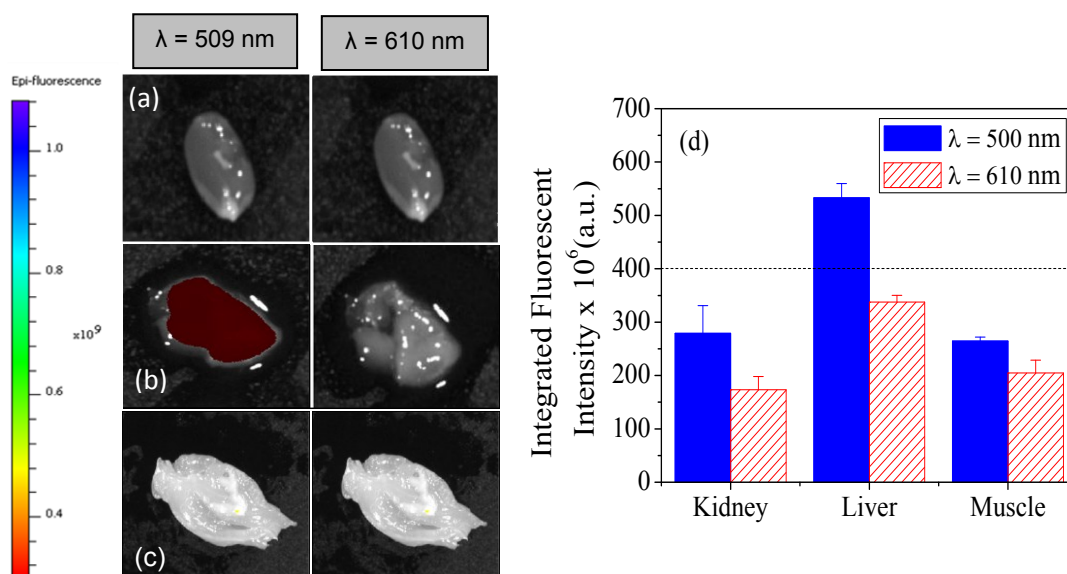 λ = 509 nm
λ = 610 nm
Epi-fluorescence
1.0
0.8
x10⁹
0.6
0.4
(a)
(b)
(c)
(d)
λ = 500 nm
λ = 610 nm
Integrated Fluorescent
Intensity x 10⁶(a.u.)
700
600
500
400
300
200
100
0
Kidney
Liver
Muscle